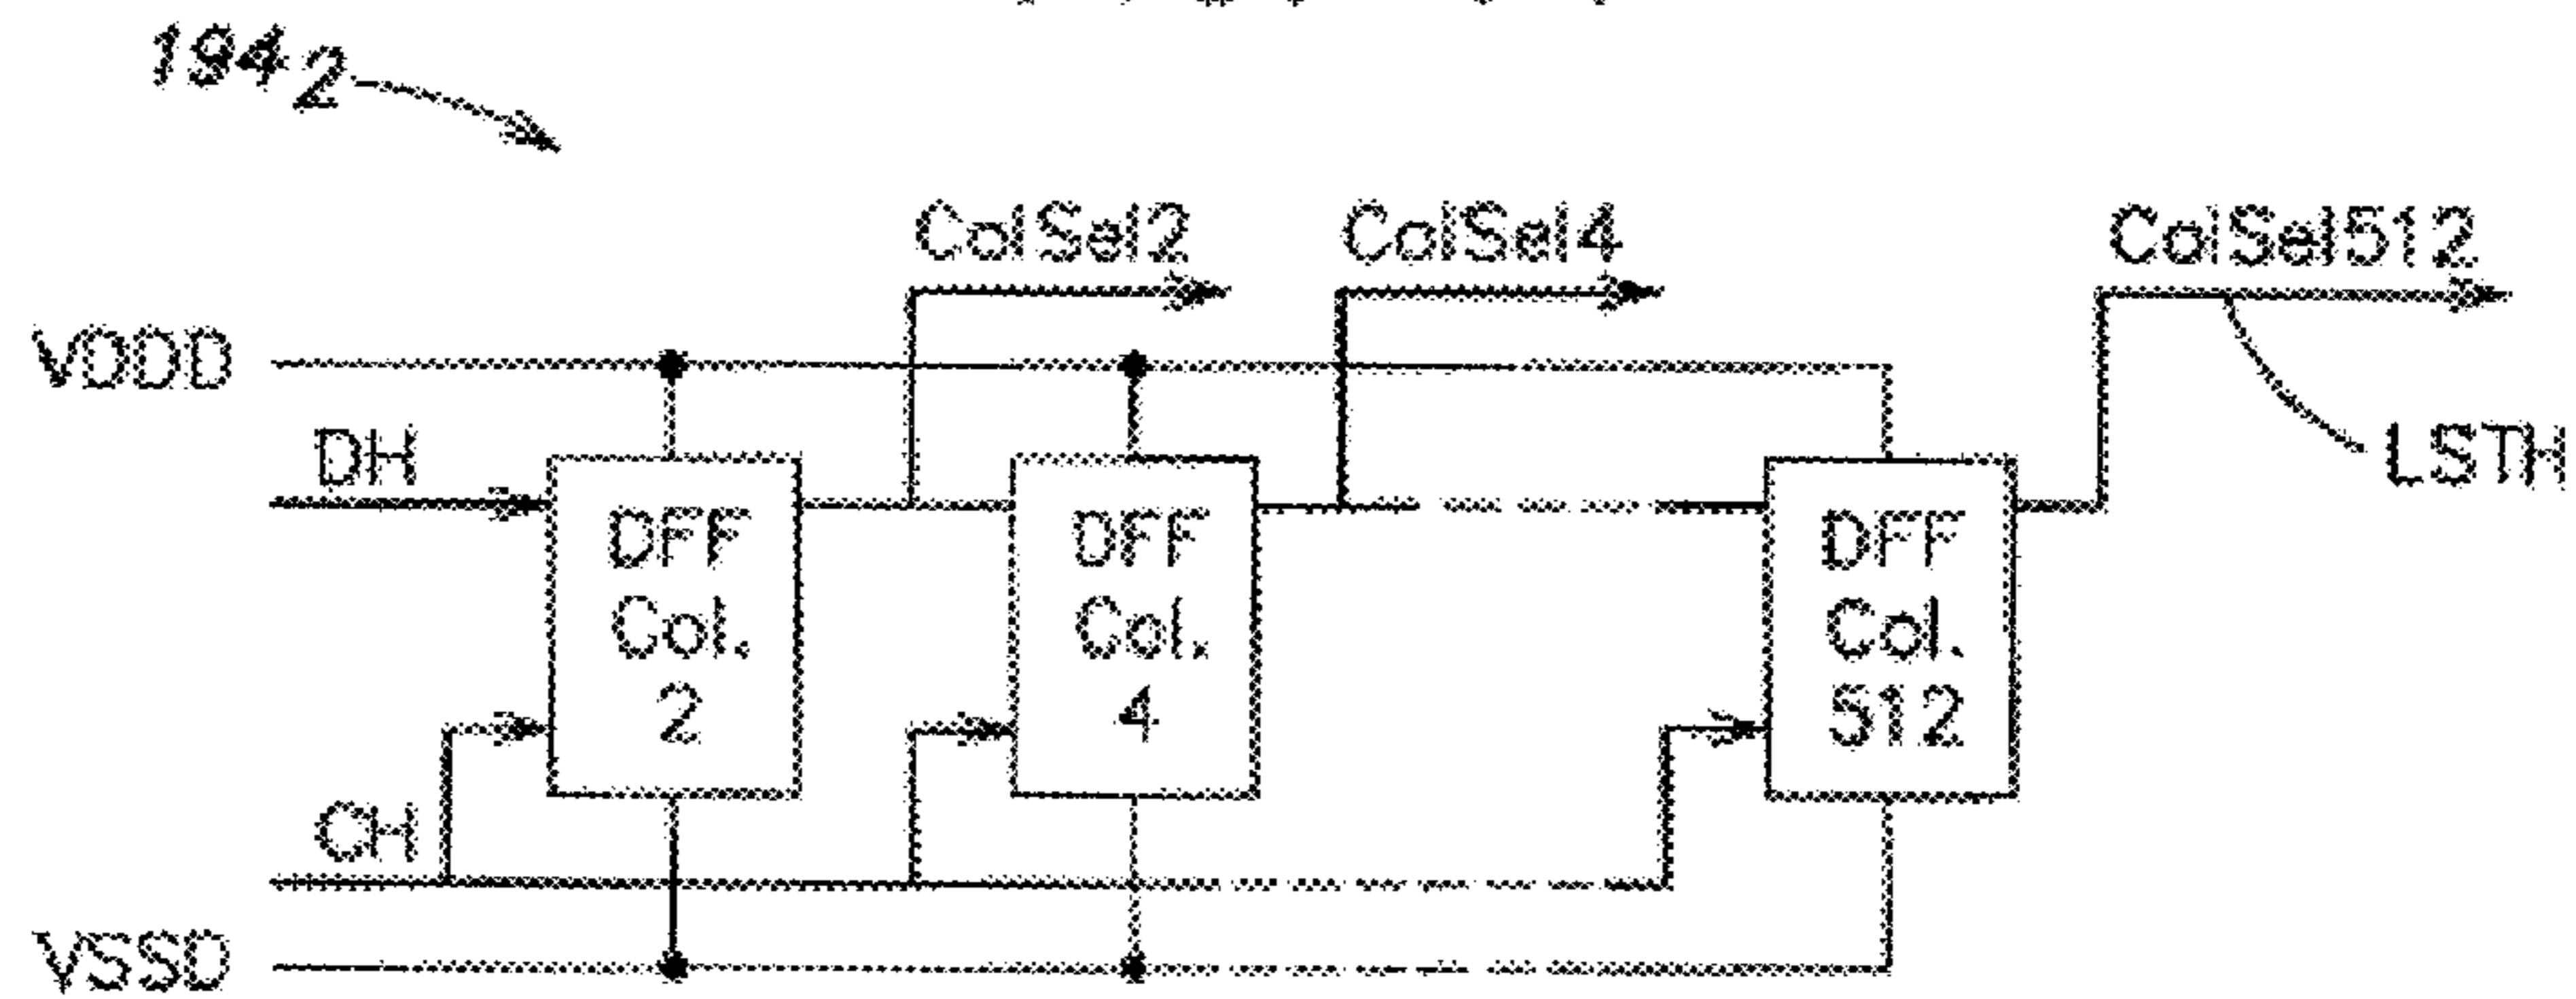 194₂
ColSel2
ColSel4
ColSel512
VDDD
DH
LSTH
DFF
Col.
2
DFF
Col.
4
DFF
Col.
512
CH
VSSD